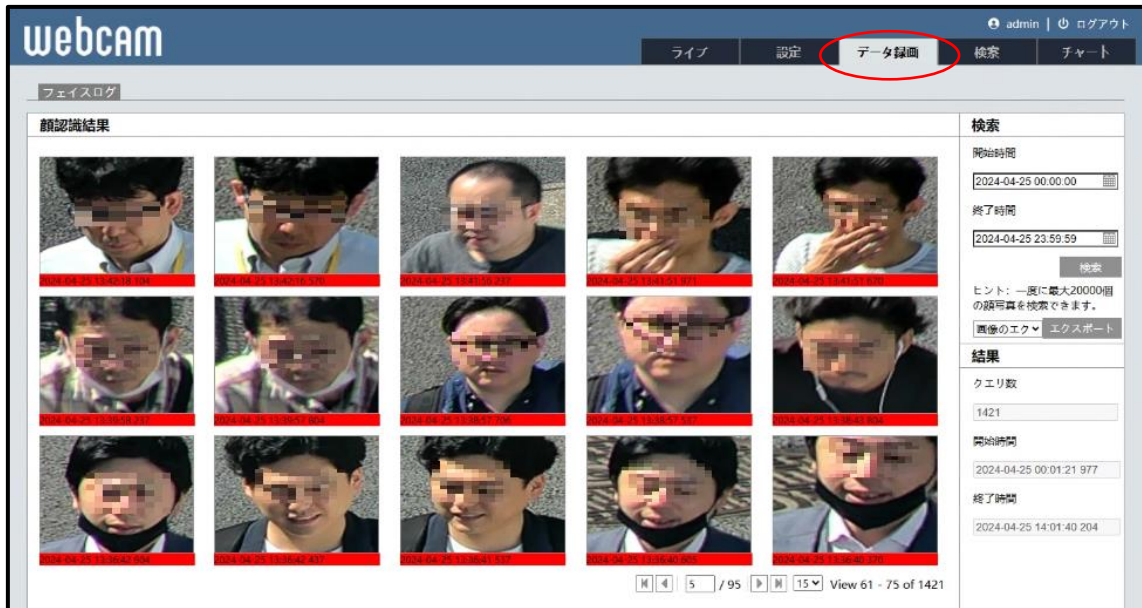 webcam
admin | ログアウト
ライブ 設定 データ録画 検索 チャート
フェイスログ
顔認識結果
2024-04-25 13:42:18 104
2024-04-25 13:42:16 570
2024-04-25 13:41:56 237
2024-04-25 13:41:51 971
2024-04-25 13:41:51 670
2024-04-25 13:39:58 237
2024-04-25 13:39:57 804
2024-04-25 13:38:57 706
2024-04-25 13:38:57 537
2024-04-25 13:38:43 804
2024-04-25 13:36:42 904
2024-04-25 13:36:42 437
2024-04-25 13:36:41 537
2024-04-25 13:36:40 605
2024-04-25 13:36:40 370
5 / 95 15 View 61 - 75 of 1421
検索
開始時間
2024-04-25 00:00:00
終了時間
2024-04-25 23:59:59
検索
ヒント: 一度に最大20000個
の顔写真を検索できます。
画像のエク エクスポート
結果
クエリ数
1421
開始時間
2024-04-25 00:01:21 977
終了時間
2024-04-25 14:01:40 204